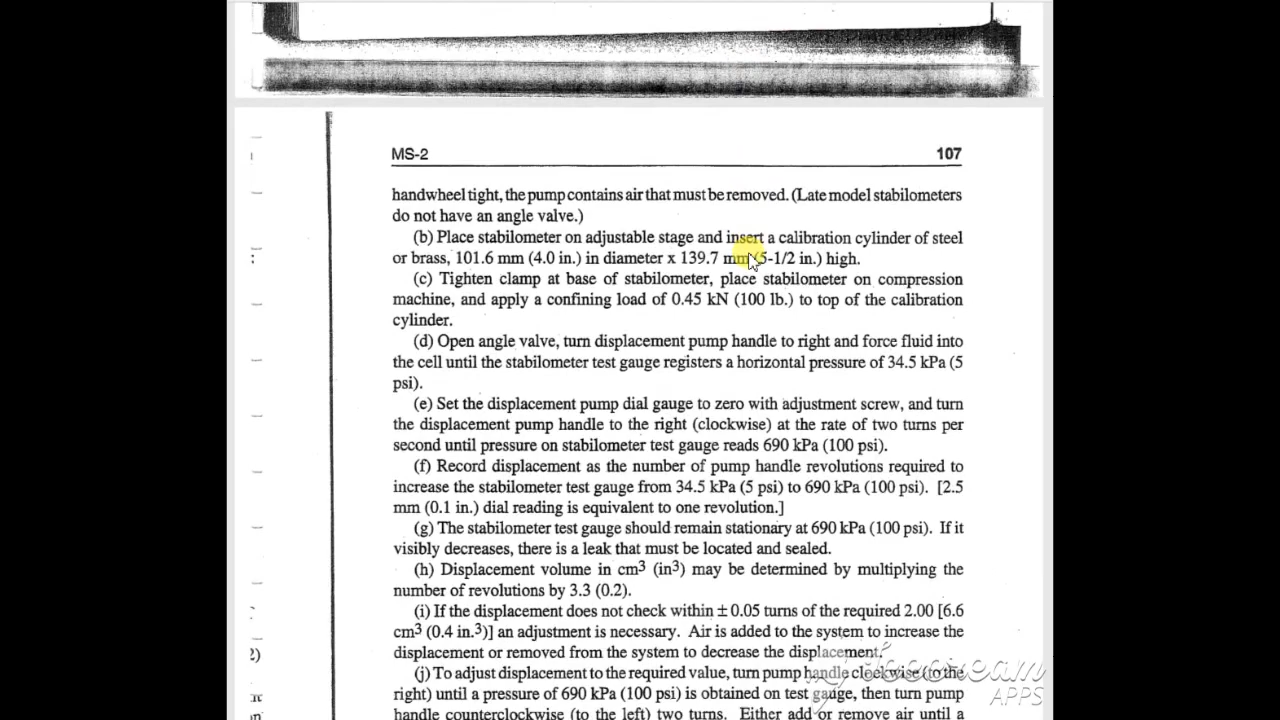 MS-2
107
handwheel tight, the pump contains air that must be removed. (Late model stabilometers
do not have an angle valve.)
(b) Place stabilometer on adjustable stage and insert a calibration cylinder of steel
or brass, 101.6 mm (4.0 in.) in diameter x 139.7 mm (5-1/2 in.) high.
(c) Tighten clamp at base of stabilometer, place stabilometer on compression
machine, and apply a confining load of 0.45 kN (100 lb.) to top of the calibration
cylinder.
(d) Open angle valve, turn displacement pump handle to right and force fluid into
the cell until the stabilometer test gauge registers a horizontal pressure of 34.5 kPa (5
psi).
(e) Set the displacement pump dial gauge to zero with adjustment screw, and turn
the displacement pump handle to the right (clockwise) at the rate of two turns per
second until pressure on stabilometer test gauge reads 690 kPa (100 psi).
(f) Record displacement as the number of pump handle revolutions required to
increase the stabilometer test gauge from 34.5 kPa (5 psi) to 690 kPa (100 psi). [2.5
mm (0.1 in.) dial reading is equivalent to one revolution.]
(g) The stabilometer test gauge should remain stationary at 690 kPa (100 psi). If it
visibly decreases, there is a leak that must be located and sealed.
(h) Displacement volume in cm³ (in³) may be determined by multiplying the
number of revolutions by 3.3 (0.2).
(i) If the displacement does not check within ± 0.05 turns of the required 2.00 [6.6
cm³ (0.4 in.³)] an adjustment is necessary. Air is added to the system to increase the
displacement or removed from the system to decrease the displacement.
(j) To adjust displacement to the required value, turn pump handle clockwise (to the
right) until a pressure of 690 kPa (100 psi) is obtained on test gauge, then turn pump
handle counterclockwise (to the left) two turns. Either add or remove air until a
2)
APPS